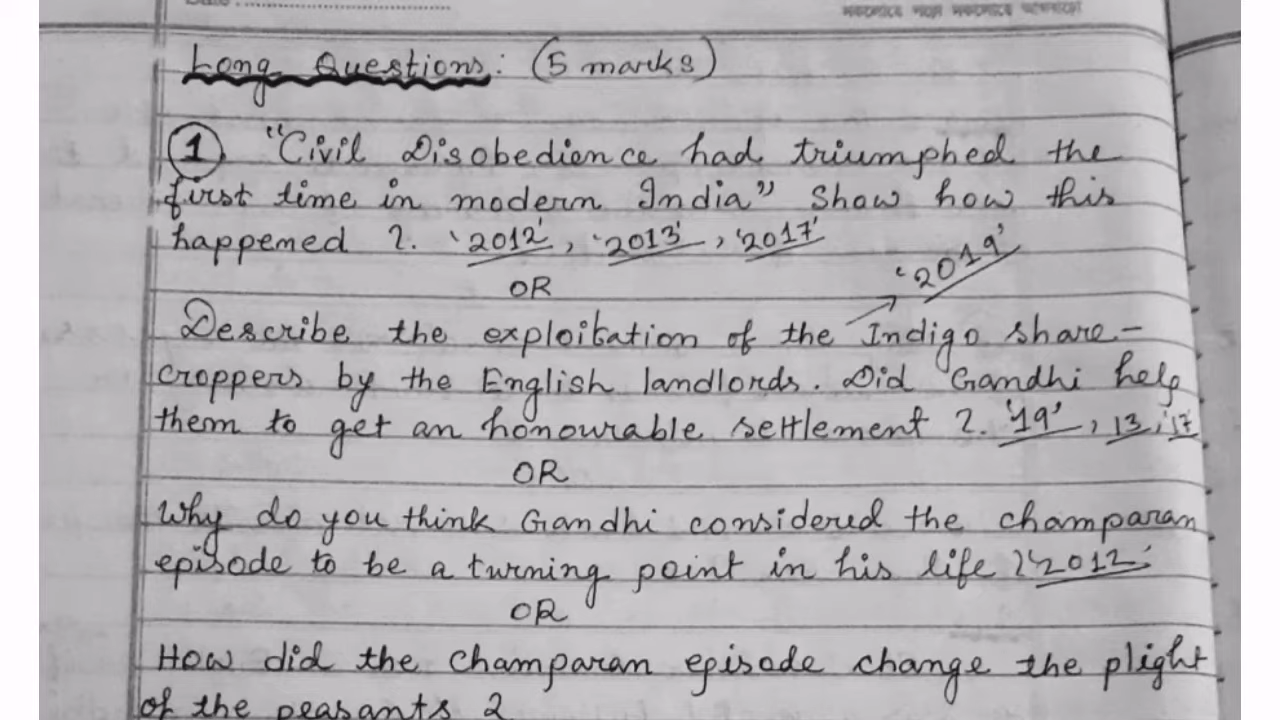 Date :
Long Questions: (5 marks)
① "Civil Disobedience had triumphed the
first time in modern India" Show how this
happened ?. '2012', '2013', '2017'
'2019'
OR
Describe the exploitation of the Indigo share-
croppers by the English landlords. Did Gandhi help
them to get an honourable settlement ?. '19', 13, '17
OR
Why do you think Gandhi considered the champaran
episode to be a turning point in his life ? '2012'
OR
How did the champaran episode change the plight
of the peasants ?